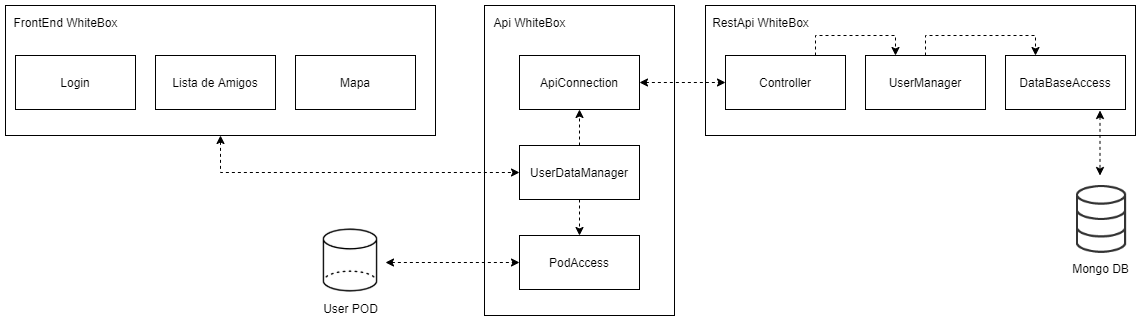 FrontEnd WhiteBox
Login
Lista de Amigos
Mapa
Api WhiteBox
ApiConnection
UserDataManager
PodAccess
RestApi WhiteBox
Controller
UserManager
DataBaseAccess
User POD
Mongo DB